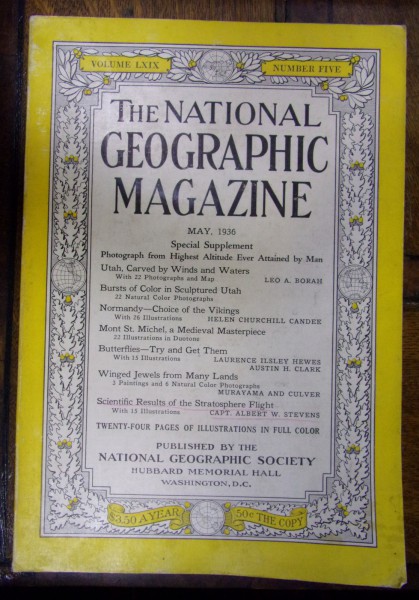 VOLUME LXIX NUMBER FIVE
THE NATIONAL
GEOGRAPHIC
MAGAZINE
MAY, 1936
Special Supplement
Photograph from Highest Altitude Ever Attained by Man
Utah, Carved by Winds and Waters
With 22 Photographs and Map LEO A. BORAH
Bursts of Color in Sculptured Utah
22 Natural Color Photographs
Normandy—Choice of the Vikings
With 16 Illustrations HELEN CHURCHILL CANDEE
Mont St. Michel, a Medieval Masterpiece
22 Illustrations in Duotone
Butterflies—Try and Get Them
With 15 Illustrations LAURENCE ILSLEY HEWES
AUSTIN H. CLARK
Winged Jewels from Many Lands
3 Paintings and 6 Natural Color Photographs
MURAYAMA AND CULVER
Scientific Results of the Stratosphere Flight
With 15 Illustrations CAPT. ALBERT W. STEVENS
TWENTY-FOUR PAGES OF ILLUSTRATIONS IN FULL COLOR
PUBLISHED BY THE
NATIONAL GEOGRAPHIC SOCIETY
HUBBARD MEMORIAL HALL
WASHINGTON, D.C.
$3.50 A YEAR 50¢ THE COPY